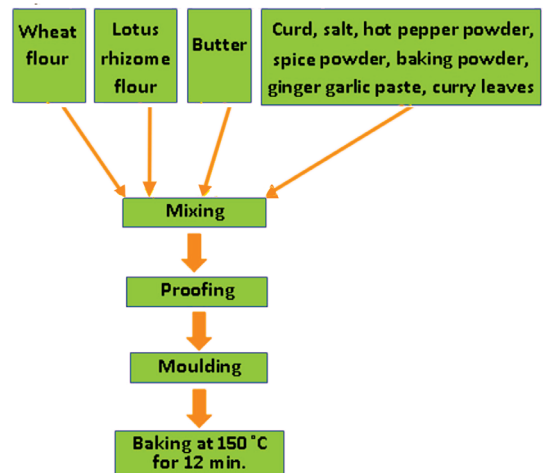 Wheat
flour
Lotus
rhizome
flour
Butter
Curd, salt, hot pepper powder,
spice powder, baking powder,
ginger garlic paste, curry leaves
Mixing
Proofing
Moulding
Baking at 150 °C
for 12 min.